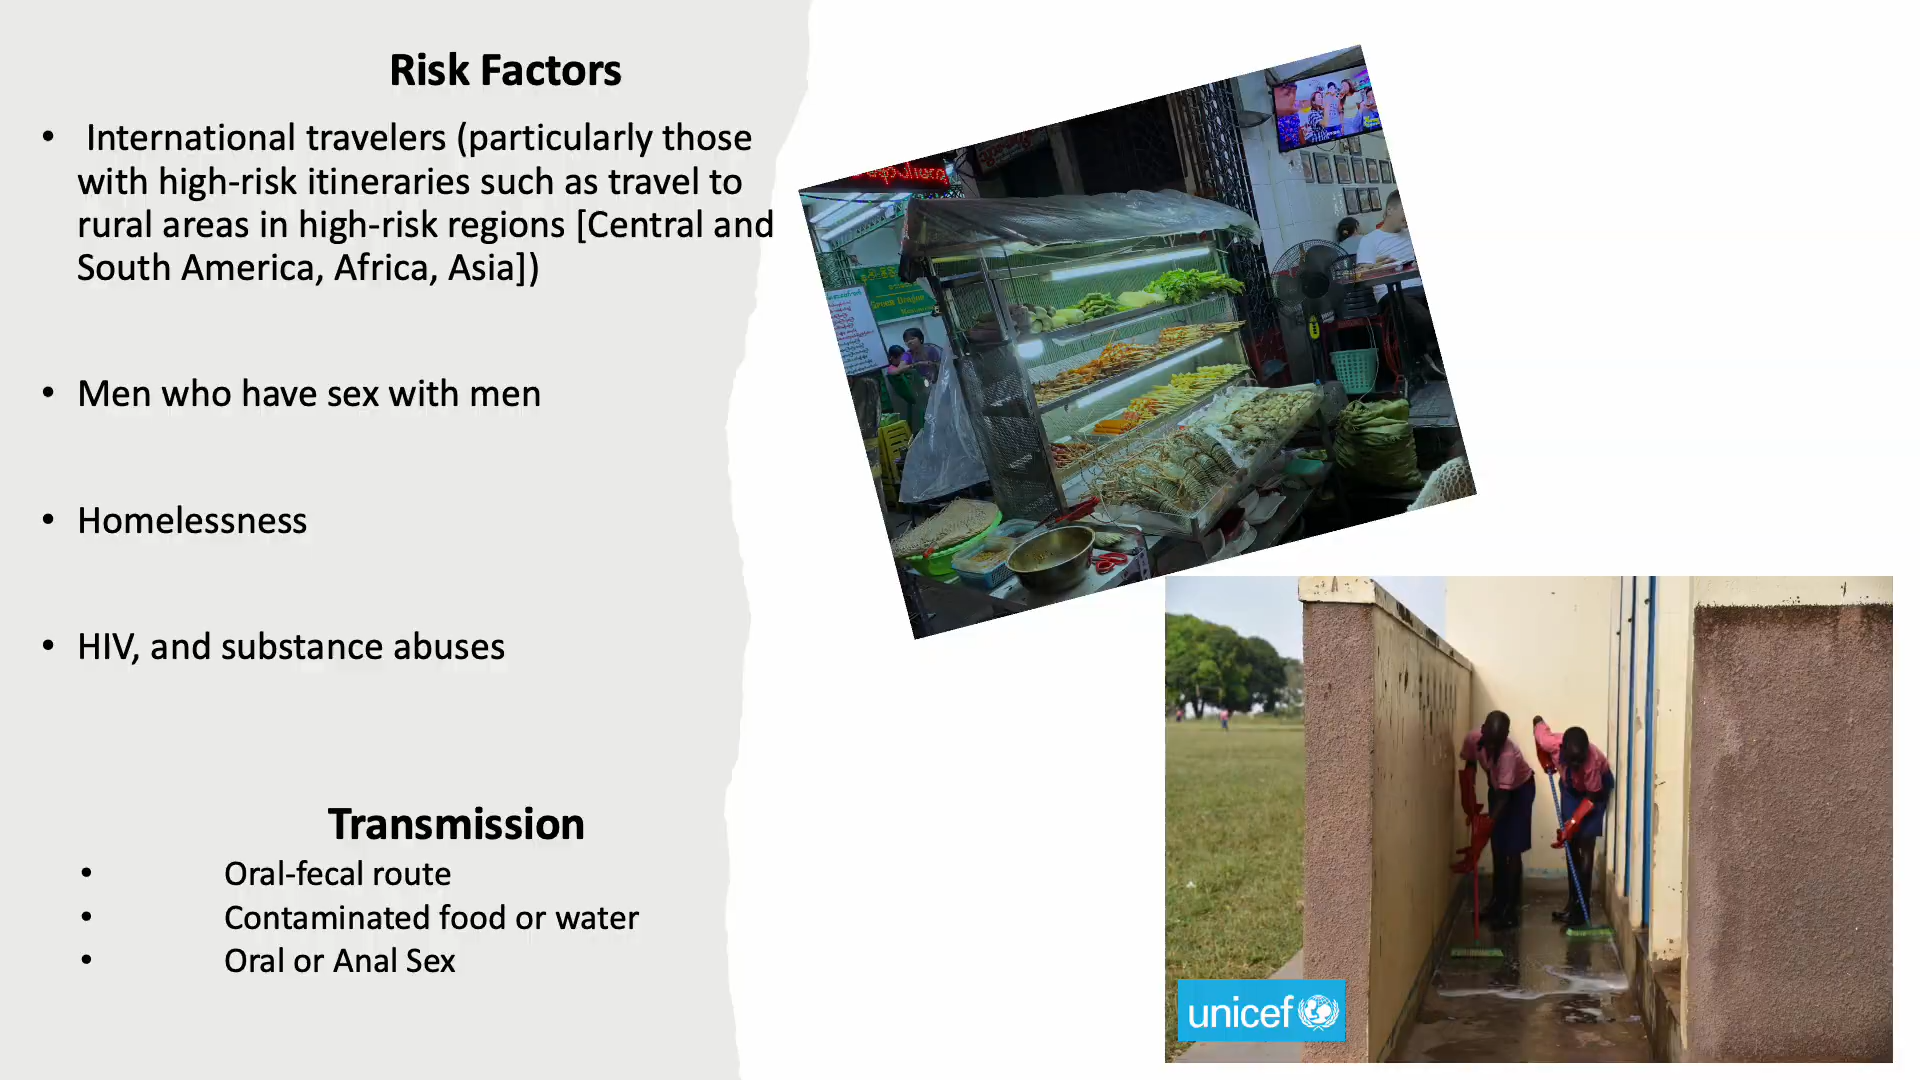 Risk Factors
• International travelers (particularly those
with high-risk itineraries such as travel to
rural areas in high-risk regions [Central and
South America, Africa, Asia])
• Men who have sex with men
• Homelessness
• HIV, and substance abuses
Transmission
• Oral-fecal route
• Contaminated food or water
• Oral or Anal Sex
Green Dragon
unicef